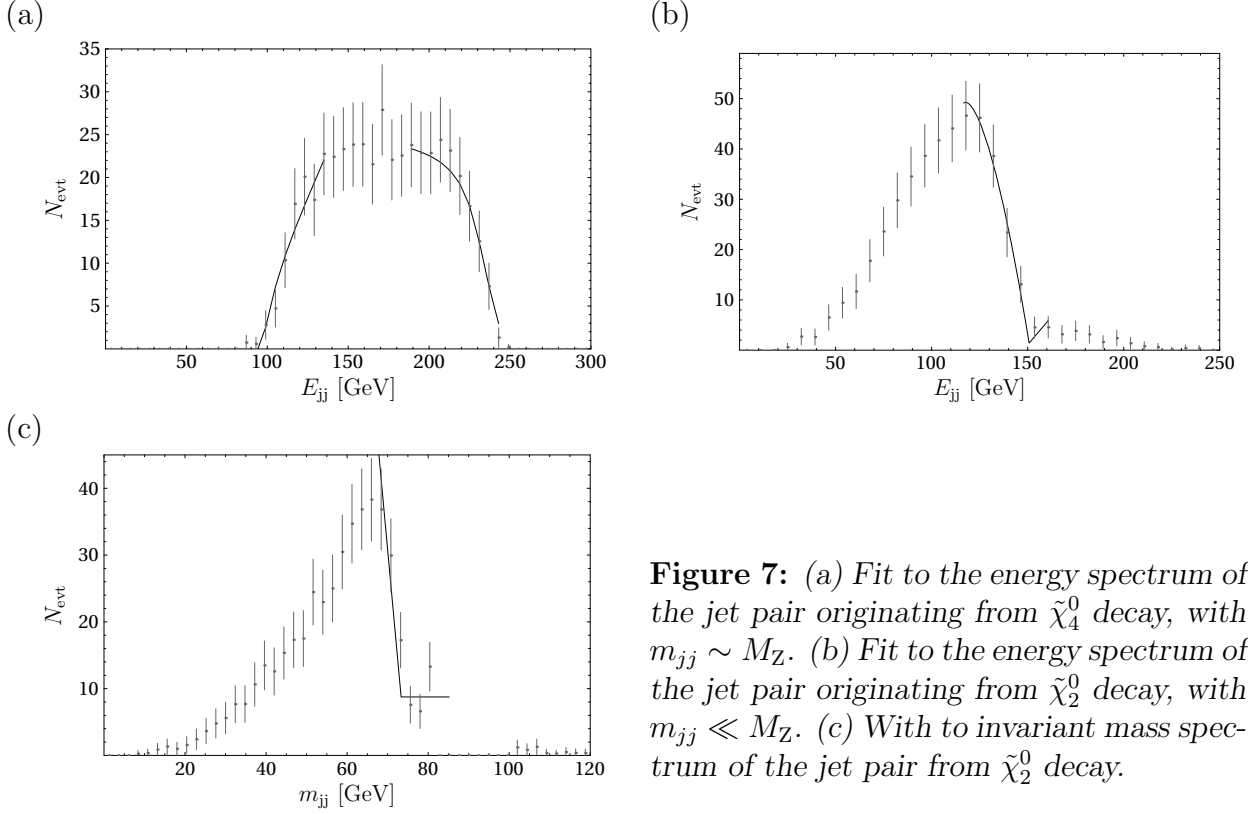 (a)
35
30
25
20
15
10
5
N_evt
50 100 150 200 250 300
E_jj [GeV]
(b)
50
40
30
20
10
0
N_evt
50 100 150 200 250
E_jj [GeV]
(c)
40
30
20
10
N_evt
20 40 60 80 100 120
m_jj [GeV]
Figure 7: (a) Fit to the energy spectrum of
the jet pair originating from χ̃⁰₄ decay, with
m_jj ∼ M_Z. (b) Fit to the energy spectrum of
the jet pair originating from χ̃⁰₂ decay, with
m_jj ≪ M_Z. (c) With to invariant mass spec-
trum of the jet pair from χ̃⁰₂ decay.